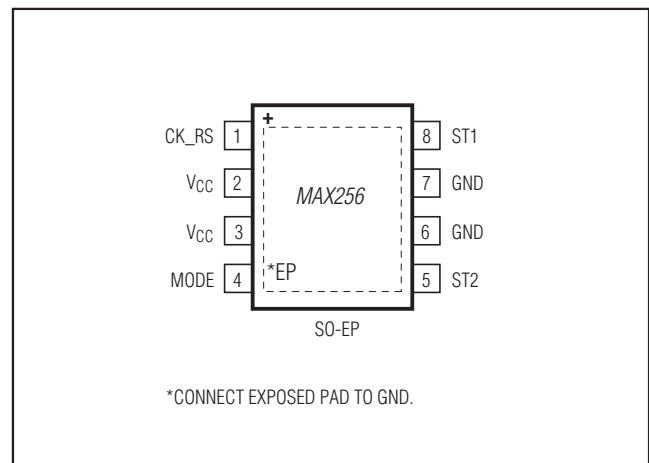 CK_RS 1 + 8 ST1
VCC 2 MAX256 7 GND
VCC 3 6 GND
MODE 4 *EP 5 ST2
SO-EP
*CONNECT EXPOSED PAD TO GND.